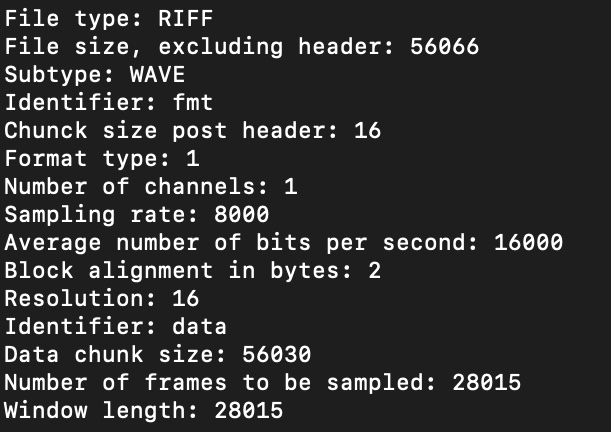 File type: RIFF
File size, excluding header: 56066
Subtype: WAVE
Identifier: fmt
Chunck size post header: 16
Format type: 1
Number of channels: 1
Sampling rate: 8000
Average number of bits per second: 16000
Block alignment in bytes: 2
Resolution: 16
Identifier: data
Data chunk size: 56030
Number of frames to be sampled: 28015
Window length: 28015